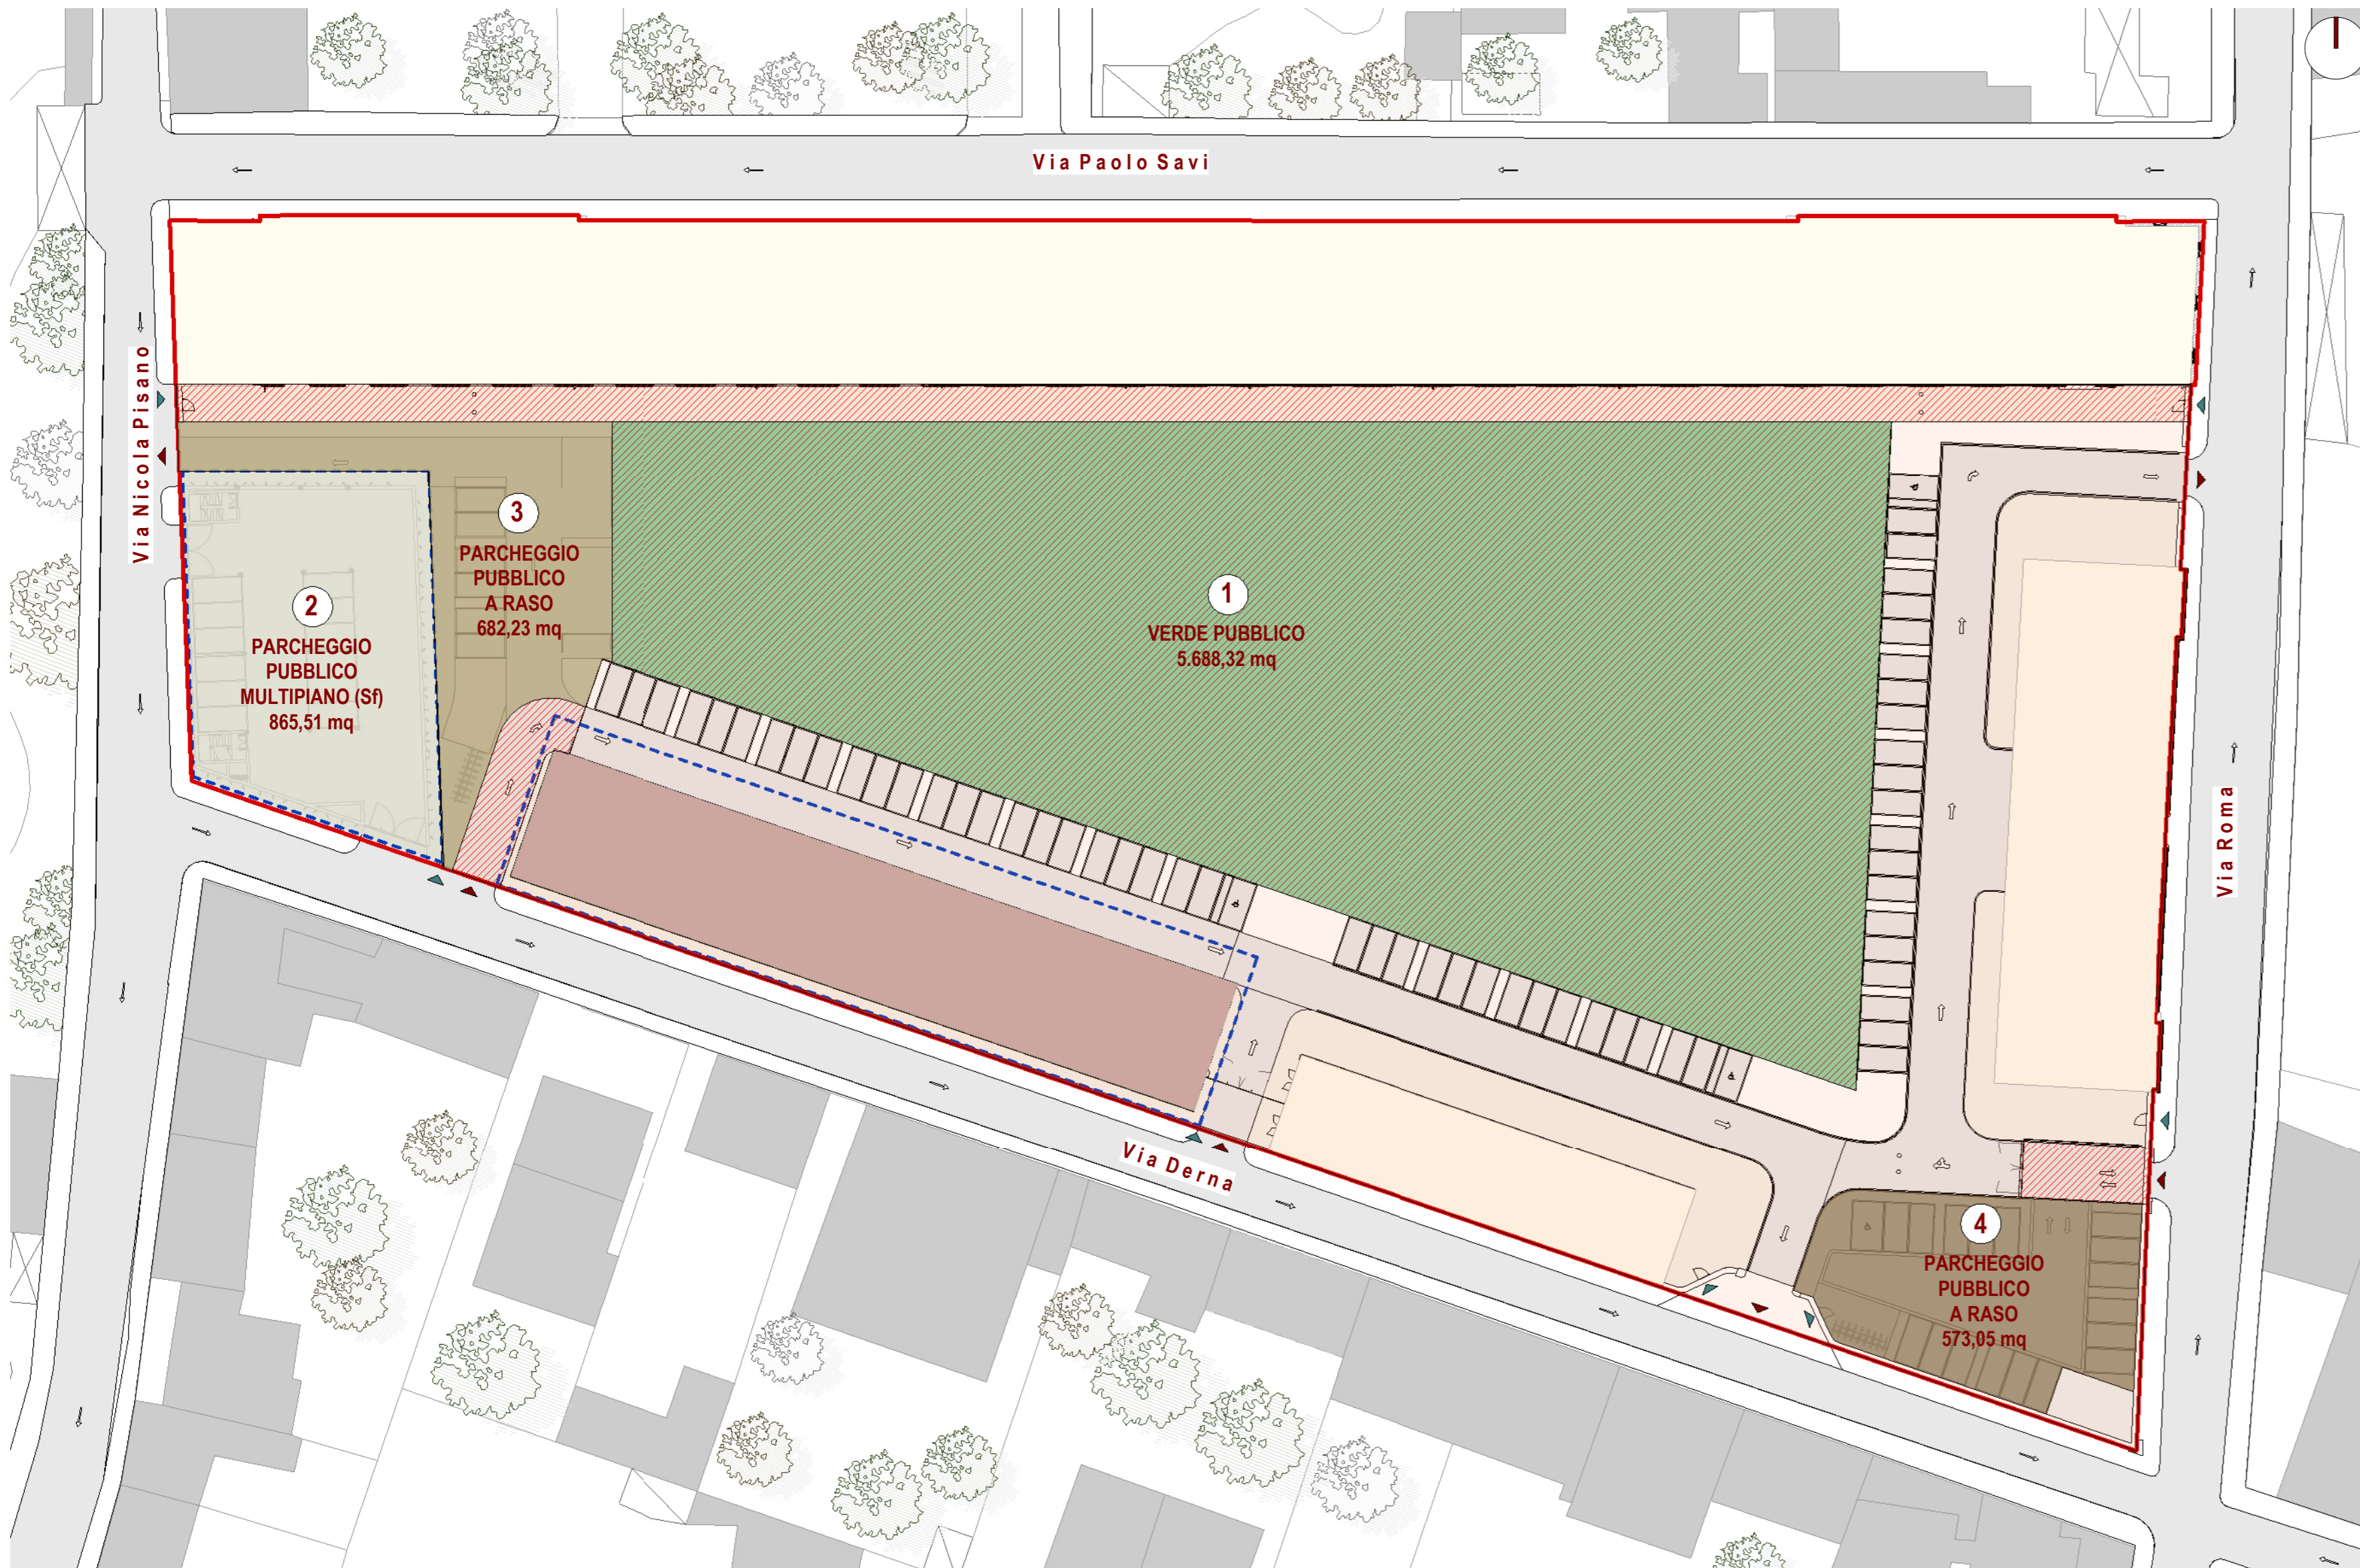 Via Paolo Savi
Via Nicola Pisano
3
PARCHEGGIO
PUBBLICO
A RASO
682,23 mq
2
PARCHEGGIO
PUBBLICO
MULTIPIANO (Sf)
865,51 mq
1
VERDE PUBBLICO
5.688,32 mq
Via Roma
Via Derna
4
PARCHEGGIO
PUBBLICO
A RASO
573,05 mq